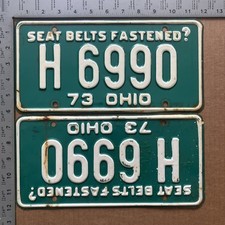 SEAT BELTS FASTENED?
H 6990
73 OHIO
SEAT BELTS FASTENED?
H 6990
73 OHIO